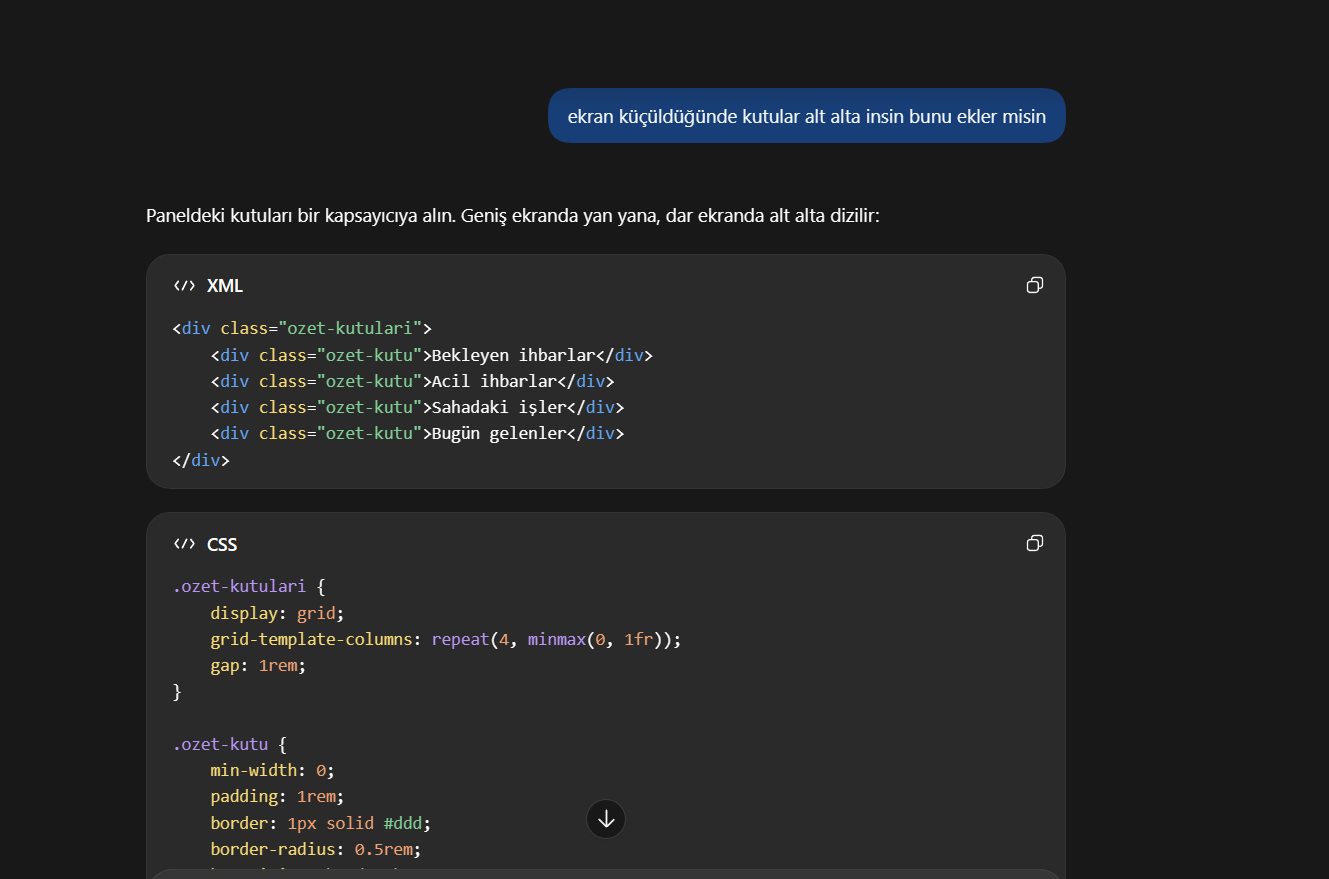 ekran küçüldüğünde kutular alt alta insin bunu ekler misin
Paneldeki kutuları bir kapsayıcıya alın. Geniş ekranda yan yana, dar ekranda alt alta dizilir:
XML
<div class="ozet-kutulari">
    <div class="ozet-kutu">Bekleyen ihbarlar</div>
    <div class="ozet-kutu">Acil ihbarlar</div>
    <div class="ozet-kutu">Sahadaki işler</div>
    <div class="ozet-kutu">Bugün gelenler</div>
</div>
CSS
.ozet-kutulari {
    display: grid;
    grid-template-columns: repeat(4, minmax(0, 1fr));
    gap: 1rem;
}
.ozet-kutu {
    min-width: 0;
    padding: 1rem;
    border: 1px solid #ddd;
    border-radius: 0.5rem;